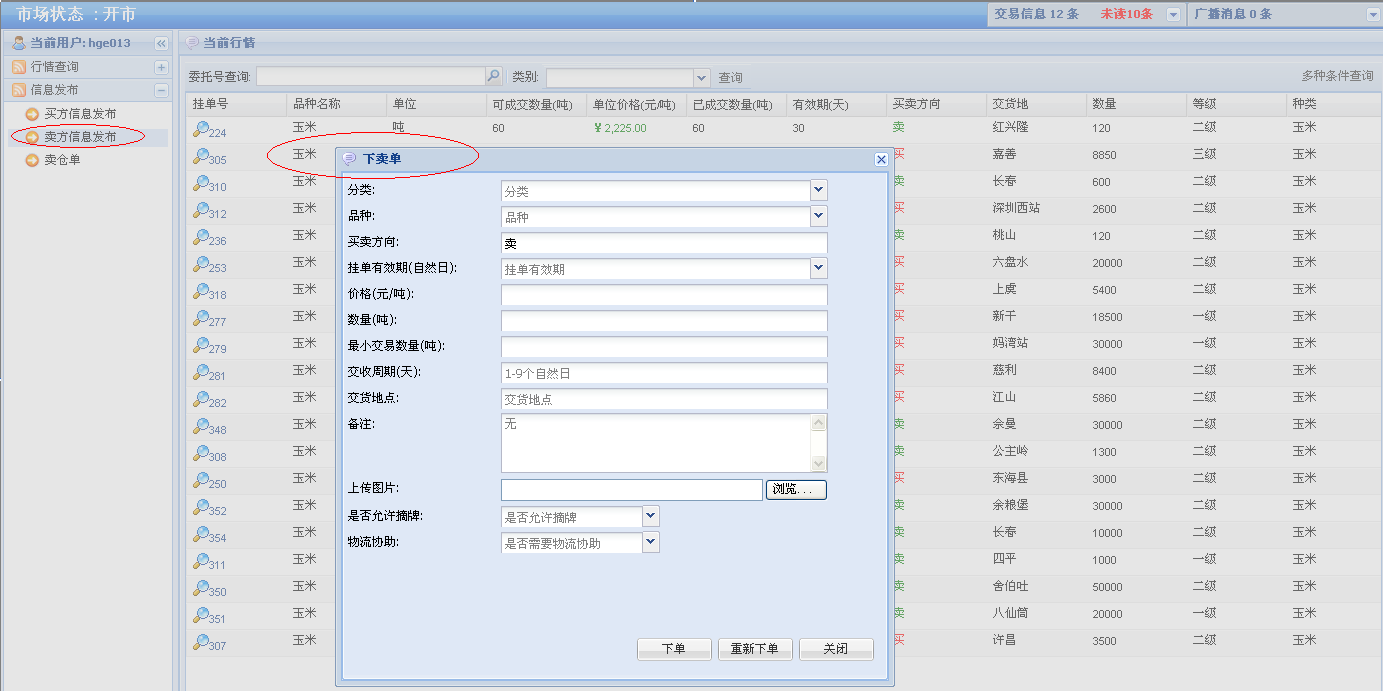 市场状态 ：开市
交易信息 12 条 未读10条 广播消息 0 条
当前用户: hge013
行情查询
信息发布
买方信息发布
卖方信息发布
卖仓单
当前行情
委托号查询: 类别: 查询 多种条件查询
挂单号 品种名称 单位 可成交数量(吨) 单位价格(元/吨) 已成交数量(吨) 有效期(天) 买卖方向 交货地 数量 等级 种类
224 玉米 吨 60 ¥ 2,225.00 60 30 卖 红兴隆 120 二级 玉米
305 玉米 买 嘉善 8850 三级 玉米
310 玉米 卖 长春 600 二级 玉米
312 玉米 买 深圳西站 2600 二级 玉米
236 玉米 卖 桃山 120 二级 玉米
253 玉米 买 六盘水 20000 二级 玉米
318 玉米 买 上虞 5400 二级 玉米
277 玉米 买 新干 18500 一级 玉米
279 玉米 买 妈湾站 30000 一级 玉米
281 玉米 买 慈利 8400 二级 玉米
282 玉米 买 江山 5860 二级 玉米
348 玉米 卖 佘曼 30000 二级 玉米
308 玉米 卖 公主岭 1300 二级 玉米
250 玉米 买 东海县 3000 二级 玉米
352 玉米 卖 余粮堡 30000 二级 玉米
354 玉米 卖 长春 10000 二级 玉米
311 玉米 卖 四平 1000 一级 玉米
350 玉米 卖 舍伯吐 50000 二级 玉米
351 玉米 卖 八仙筒 20000 一级 玉米
307 玉米 买 许昌 3500 二级 玉米
下卖单
分类: 分类
品种: 品种
买卖方向: 卖
挂单有效期(自然日): 挂单有效期
价格(元/吨):
数量(吨):
最小交易数量(吨):
交收周期(天): 1-9个自然日
交货地点: 交货地点
备注: 无
上传图片: 浏览...
是否允许摘牌: 是否允许摘牌
物流协助: 是否需要物流协助
下单 重新下单 关闭